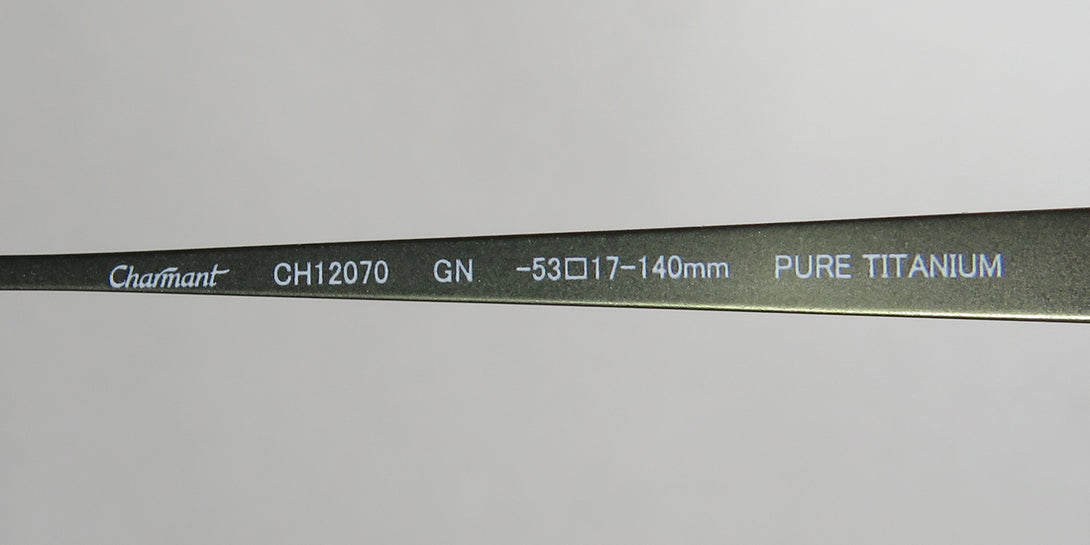 Charmant CH12070 GN -53□17-140mm PURE TITANIUM